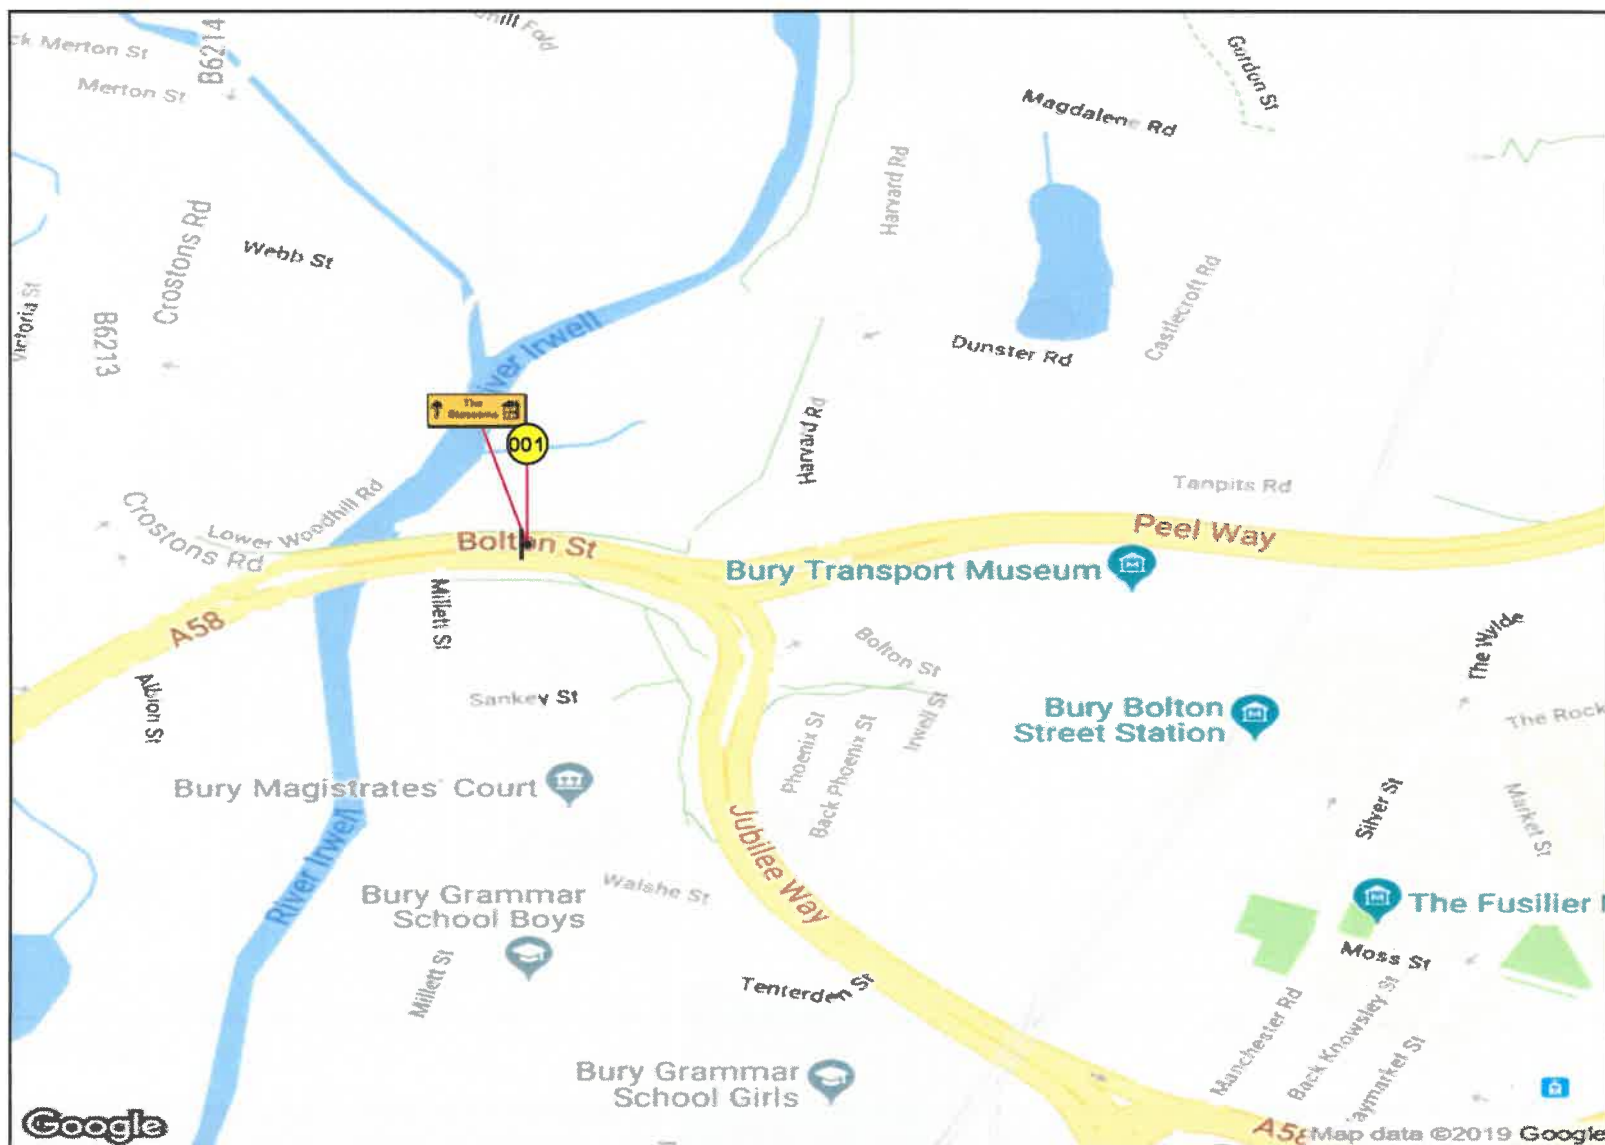 Fold
ck Merton St
B6214
Merton St
Gordon St
Magdalene Rd
Harvard Rd
Crostons Rd
Webb St
Victoria St
B6213
River Irwell
Castlecroft Rd
Dunster Rd
The
001
Harvard Rd
Tanpits Rd
Lower Woodhill Rd
Crostons Rd
Bolton St
Peel Way
Bury Transport Museum
A58
Millett St
Bolton St
The Wylde
Albion St
Sankey St
Irwell St
Phoenix St
Back Phoenix St
Bury Bolton
Street Station
The Rock
Bury Magistrates' Court
Silver St
Market St
Jubilee Way
River Irwell
Bury Grammar
School Boys
Walshe St
The Fusilier
Moss St
Millett St
Tenterden St
Manchester Rd
Back Knowsley St
aymarket St
Bury Grammar
School Girls
Google
A58
Map data ©2019 Google